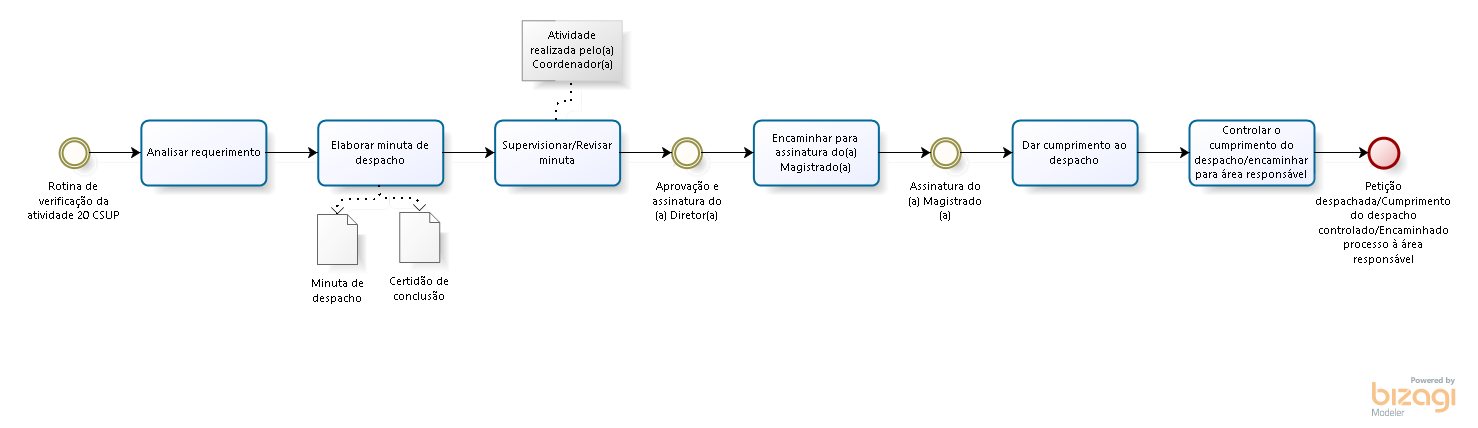 Atividade
realizada pelo(a)
Coordenador(a)
Rotina de
verificação da
atividade 20 CSUP
Analisar requerimento
Elaborar minuta de
despacho
Minuta de
despacho
Certidão de
conclusão
Supervisionar/Revisar
minuta
Aprovação e
assinatura do
(a) Diretor(a)
Encaminhar para
assinatura do(a)
Magistrado(a)
Assinatura do
(a) Magistrado
(a)
Dar cumprimento ao
despacho
Controlar o
cumprimento do
despacho/encaminhar
para área responsável
Petição
despachada/Cumprimento
do despacho
controlado/Encaminhado
processo à área
responsável
Powered by
bizagi
Modeler